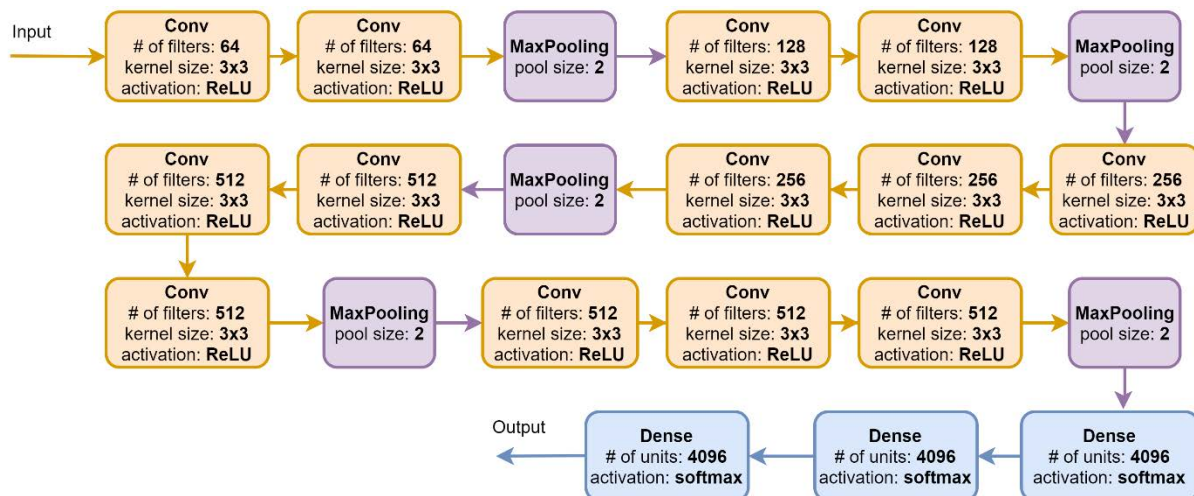 Input
Conv
# of filters: 64
kernel size: 3x3
activation: ReLU
Conv
# of filters: 64
kernel size: 3x3
activation: ReLU
MaxPooling
pool size: 2
Conv
# of filters: 128
kernel size: 3x3
activation: ReLU
Conv
# of filters: 128
kernel size: 3x3
activation: ReLU
MaxPooling
pool size: 2
Conv
# of filters: 256
kernel size: 3x3
activation: ReLU
Conv
# of filters: 256
kernel size: 3x3
activation: ReLU
Conv
# of filters: 256
kernel size: 3x3
activation: ReLU
MaxPooling
pool size: 2
Conv
# of filters: 512
kernel size: 3x3
activation: ReLU
Conv
# of filters: 512
kernel size: 3x3
activation: ReLU
Conv
# of filters: 512
kernel size: 3x3
activation: ReLU
MaxPooling
pool size: 2
Conv
# of filters: 512
kernel size: 3x3
activation: ReLU
Conv
# of filters: 512
kernel size: 3x3
activation: ReLU
Conv
# of filters: 512
kernel size: 3x3
activation: ReLU
MaxPooling
pool size: 2
Dense
# of units: 4096
activation: softmax
Dense
# of units: 4096
activation: softmax
Dense
# of units: 4096
activation: softmax
Output